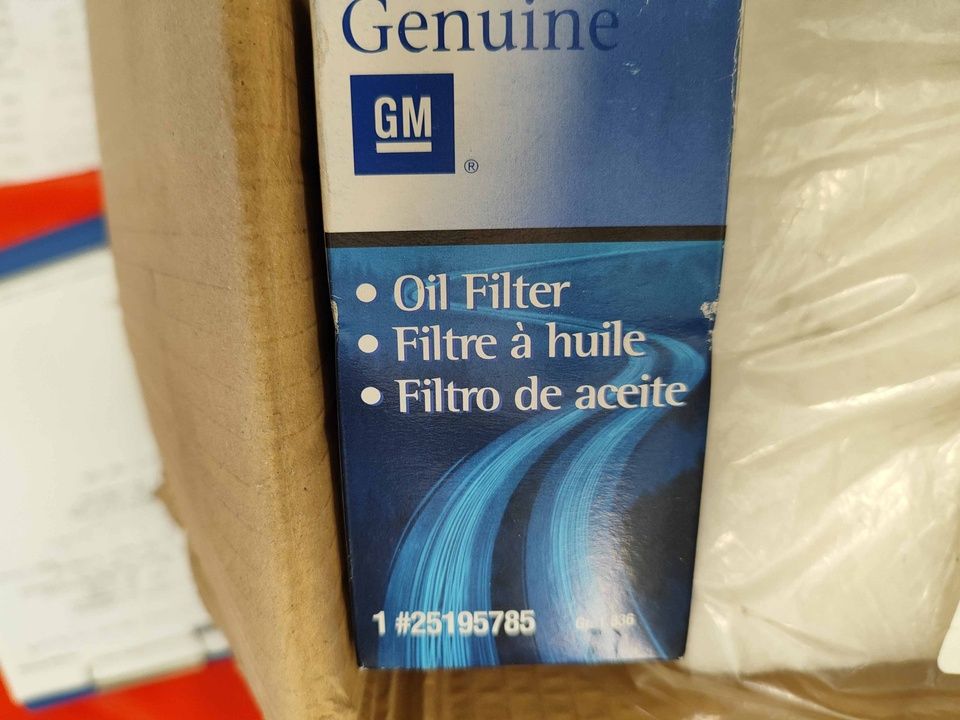 Genuine
GM
®
• Oil Filter
• Filtre à huile
• Filtro de aceite
1 #25195785